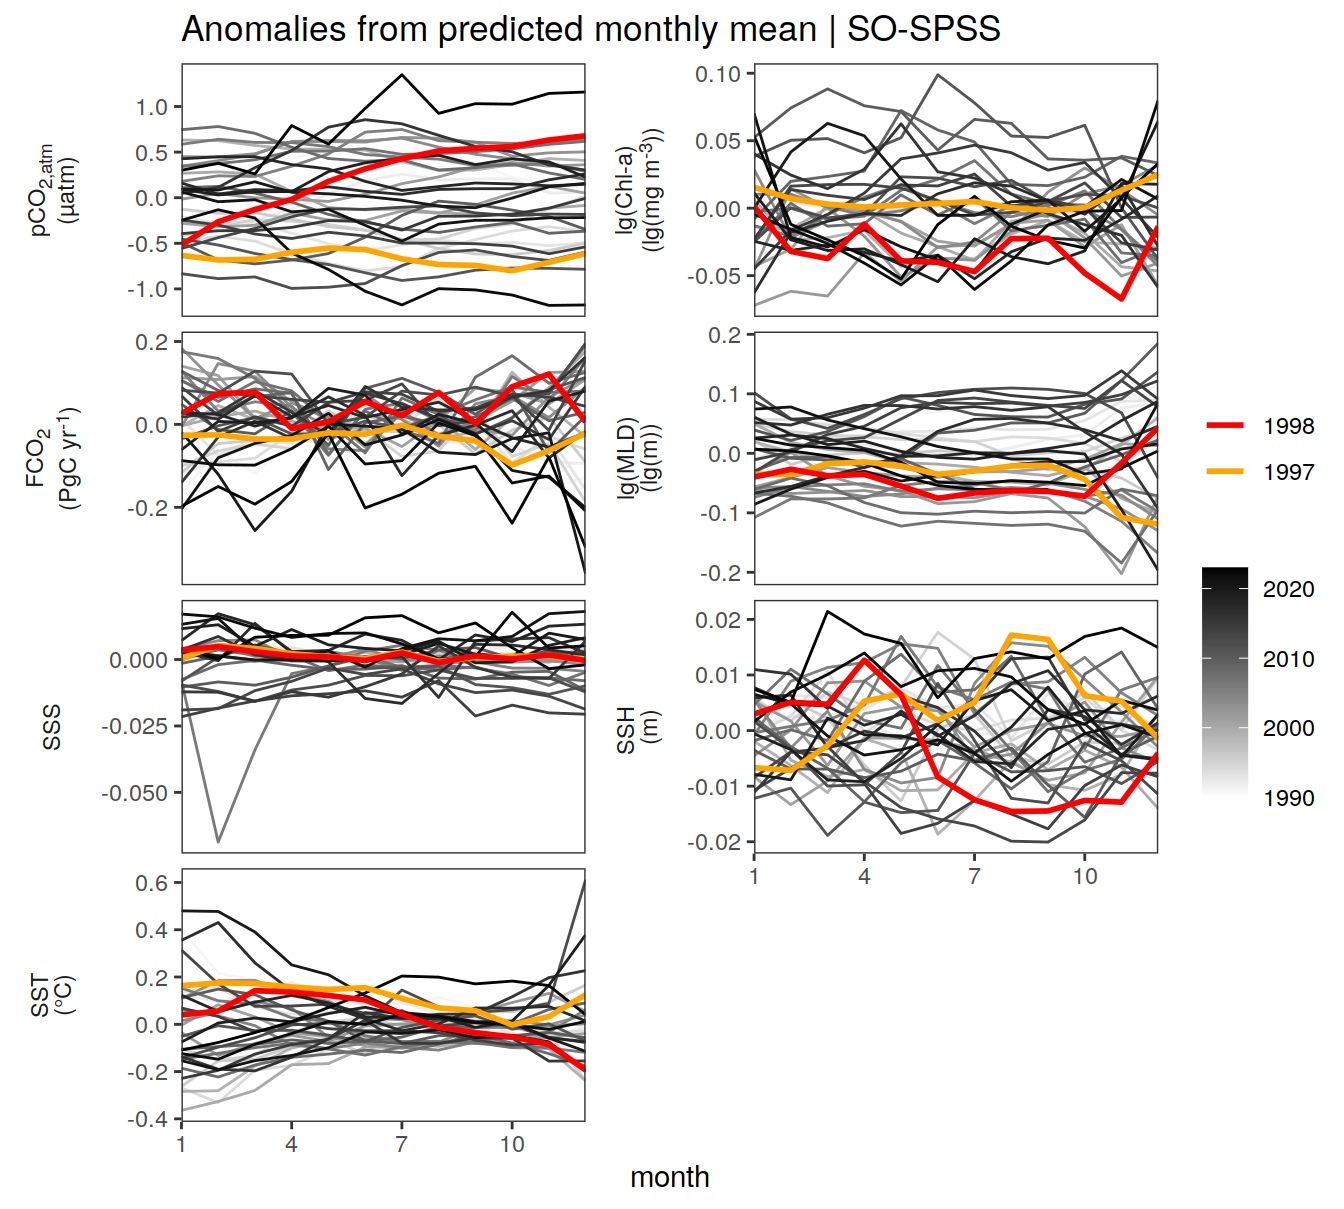 Anomalies from predicted monthly mean | SO-SPSS
pCO2,atm
(µatm)
1.0
0.5
0.0
-0.5
-1.0
lg(Chl-a)
(lg(mg m-3))
0.10
0.05
0.00
-0.05
FCO2
(PgC yr-1)
0.2
0.0
-0.2
lg(MLD)
(lg(m))
0.2
0.1
0.0
-0.1
-0.2
SSS
0.000
-0.025
-0.050
SSH
(m)
0.02
0.01
0.00
-0.01
-0.02
1 4 7 10
SST
(°C)
0.6
0.4
0.2
0.0
-0.2
-0.4
1 4 7 10
month
1998
1997
2020
2010
2000
1990